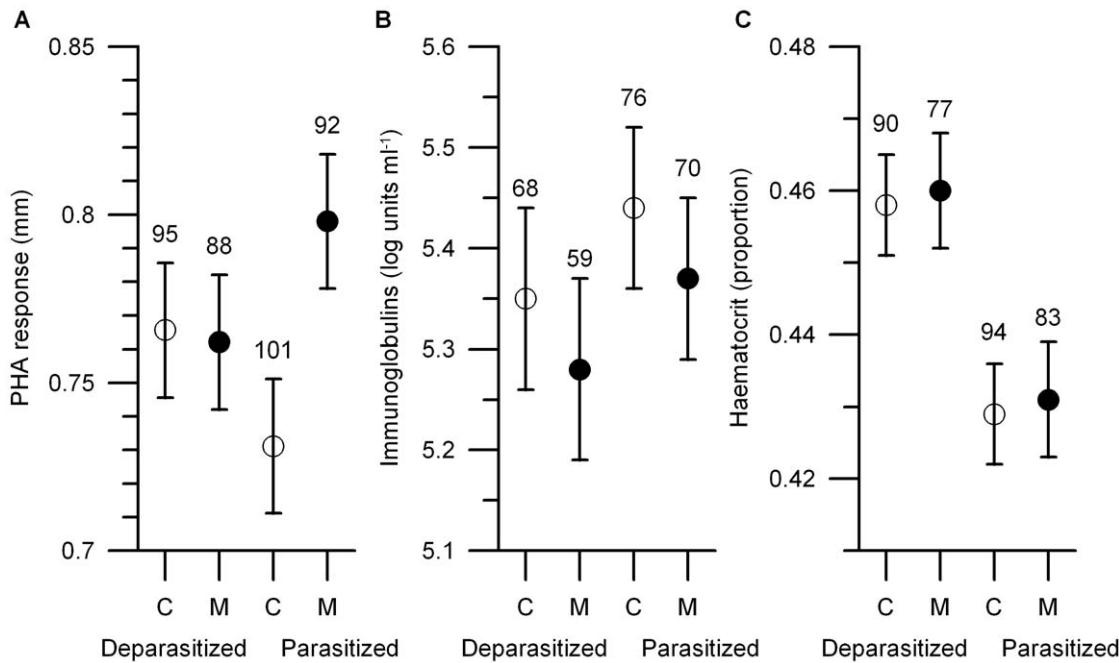 A
PHA response (mm)
0.85
0.8
0.75
0.7
95
88
101
92
C M C M
Deparasitized Parasitized
B
Immunoglobulins (log units ml⁻¹)
5.6
5.5
5.4
5.3
5.2
5.1
68
59
76
70
C M C M
Deparasitized Parasitized
C
Haematocrit (proportion)
0.48
0.46
0.44
0.42
90
77
94
83
C M C M
Deparasitized Parasitized